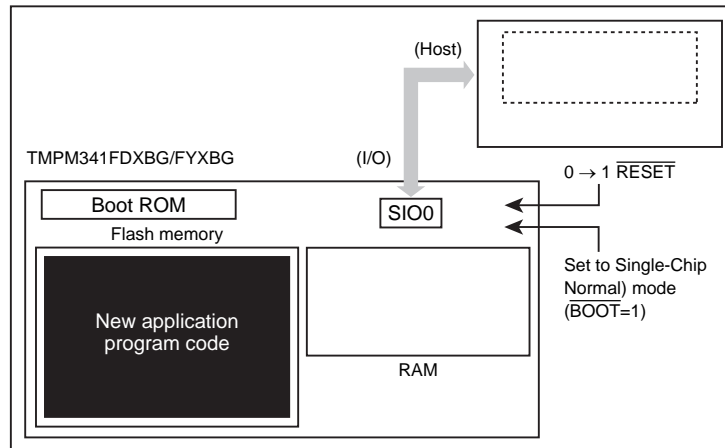 (Host)
TMPM341FDXBG/FYXBG
(I/O)
0 → 1 RESET
Boot ROM
SIO0
Flash memory
Set to Single-Chip
Normal) mode
(BOOT=1)
New application
program code
RAM